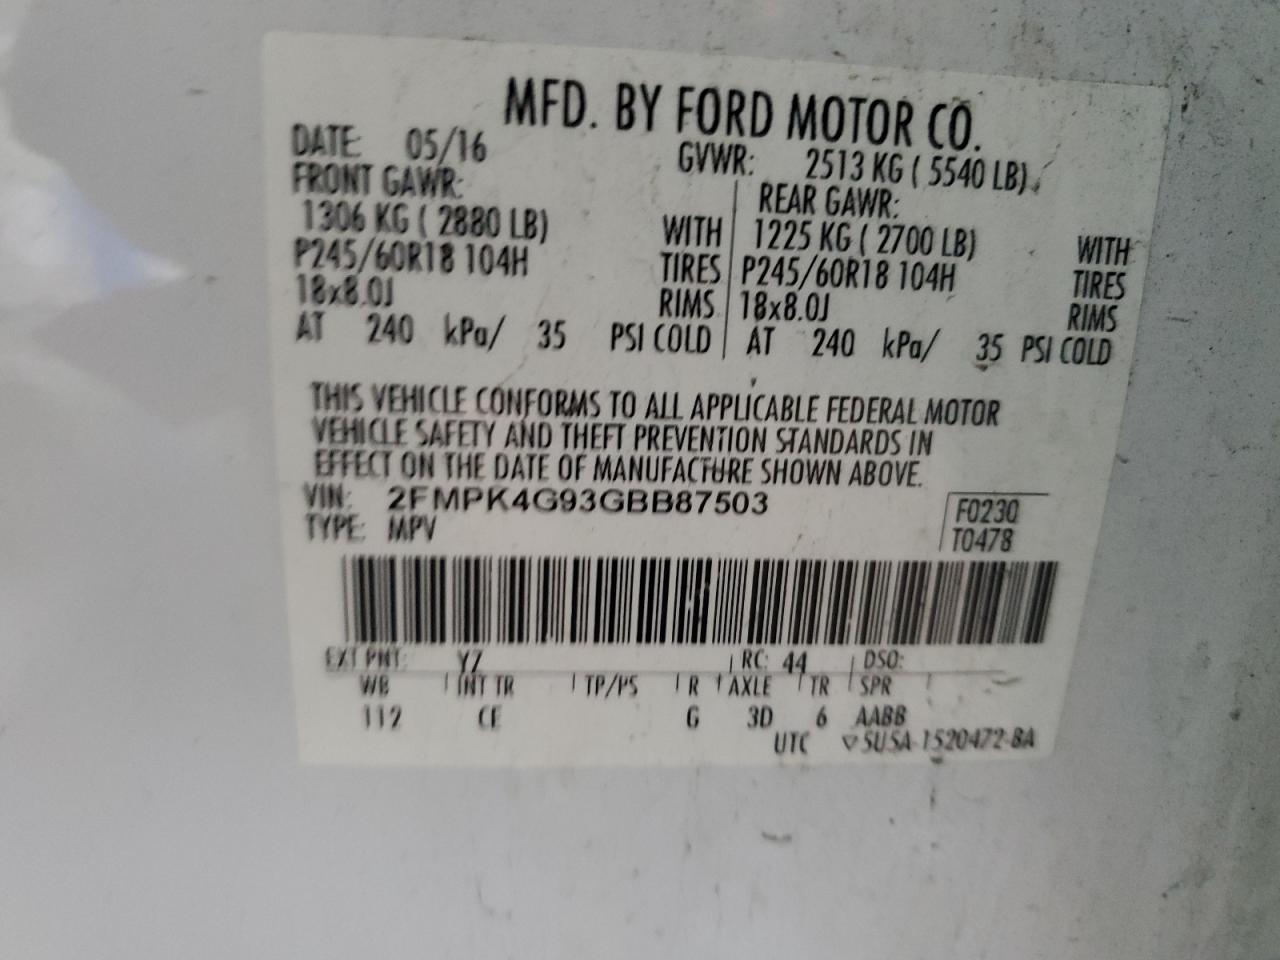 MFD. BY FORD MOTOR CO.
DATE: 05/16 GVWR: 2513 KG ( 5540 LB)
FRONT GAWR: REAR GAWR:
1306 KG ( 2880 LB) WITH 1225 KG ( 2700 LB) WITH
P245/60R18 104H TIRES P245/60R18 104H TIRES
18x8.0J RIMS 18x8.0J RIMS
AT 240 kPa/ 35 PSI COLD AT 240 kPa/ 35 PSI COLD
THIS VEHICLE CONFORMS TO ALL APPLICABLE FEDERAL MOTOR
VEHICLE SAFETY AND THEFT PREVENTION STANDARDS IN
EFFECT ON THE DATE OF MANUFACTURE SHOWN ABOVE.
VIN: 2FMPK4G93GBB87503 F0230
TYPE: MPV T0478
EXT PNT: YZ RC: 44 DSO:
WB INT TR TP/PS R AXLE TR SPR
112 CE G 3D 6 AABB
UTC ▽5U5A-1520472-BA